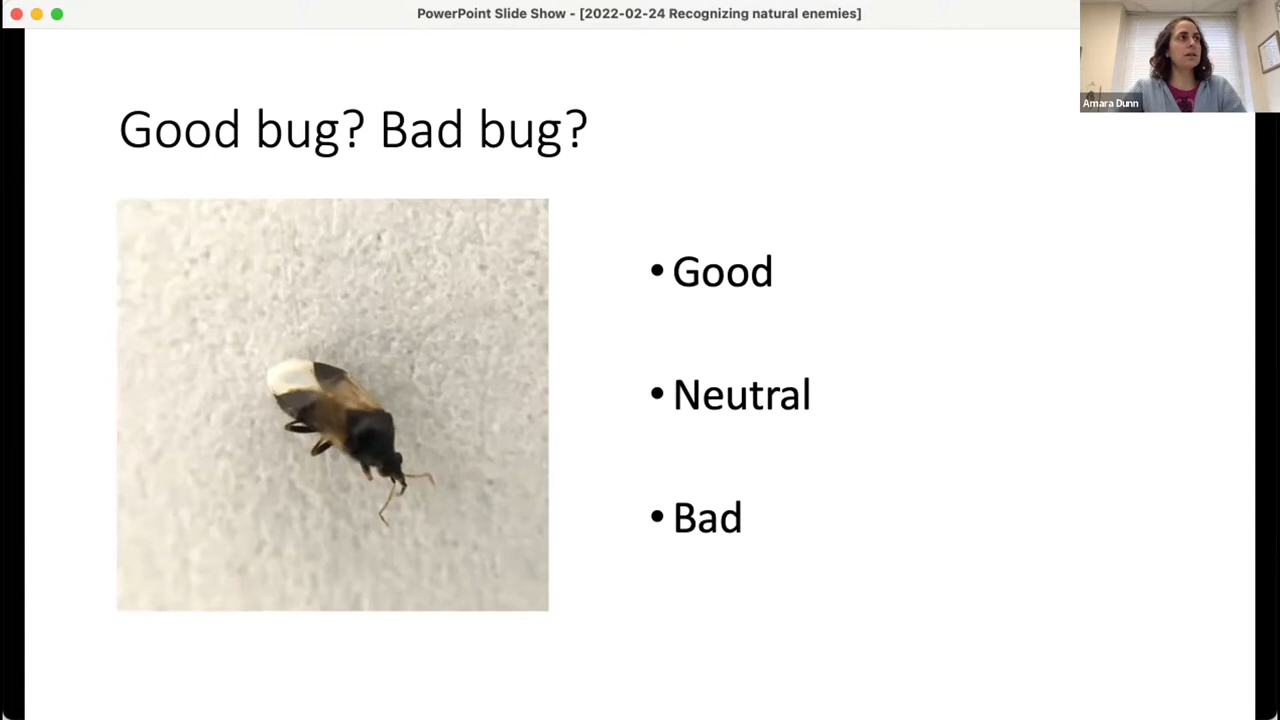 PowerPoint Slide Show - [2022-02-24 Recognizing natural enemies]
Amara Dunn
Good bug? Bad bug?
• Good
• Neutral
• Bad